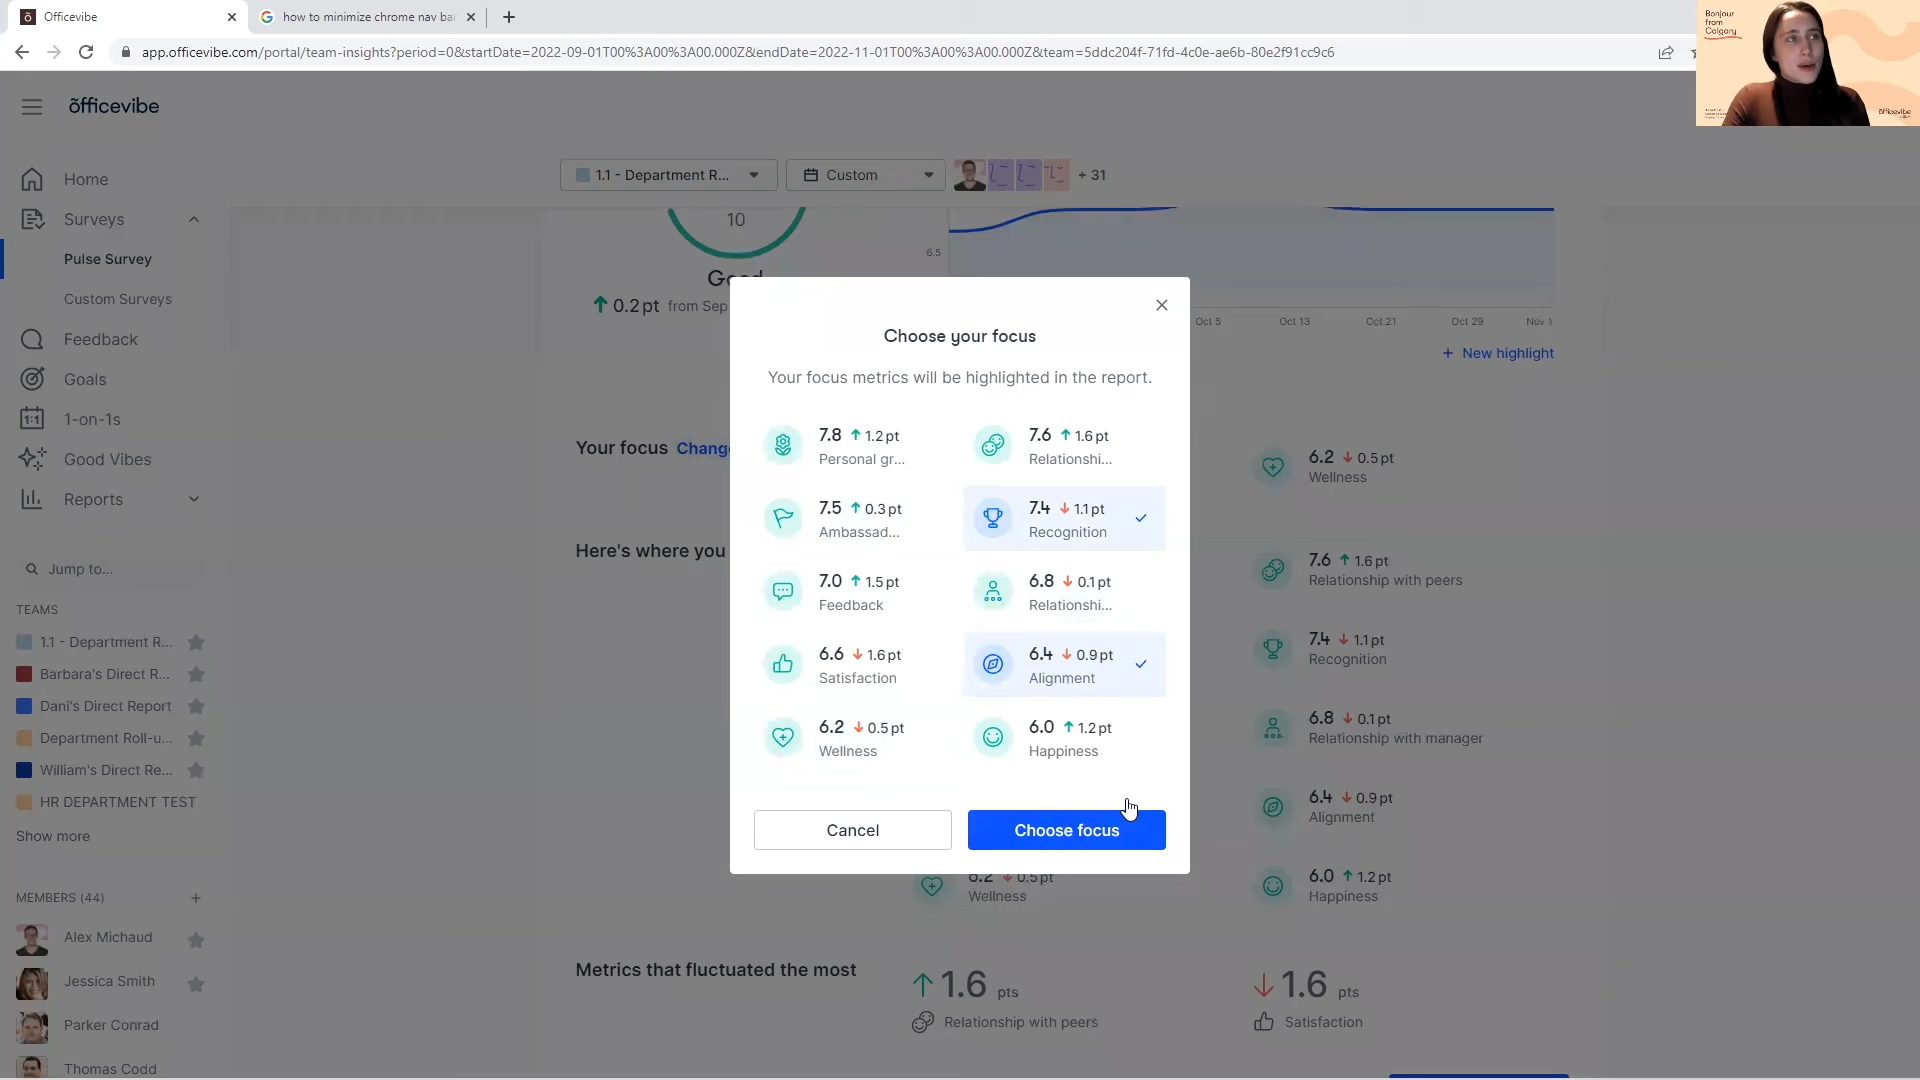 Officevibe
how to minimize chrome nav ba
app.officevibe.com/portal/team-insights?period=0&startDate=2022-09-01T00%3A00%3A00.000Z&endDate=2022-11-01T00%3A00%3A00.000Z&team=5ddc204f-71fd-4c0e-ae6b-80e2f91cc9c6
Bonjour
from
Calgary
õfficevibe
õfficevibe
1.1 - Department R...
Custom
+ 31
Home
Surveys
Pulse Survey
Custom Surveys
Feedback
Goals
1-on-1s
Good Vibes
Reports
Jump to...
TEAMS
1.1 - Department R...
Barbara's Direct R...
Dani's Direct Report
Department Roll-u...
William's Direct Re...
HR DEPARTMENT TEST
Show more
MEMBERS (44)
Alex Michaud
Jessica Smith
Parker Conrad
Thomas Codd
10
Good
0.2 pt from Sep
6.5
Oct 5
Oct 13
Oct 21
Oct 29
Nov 1
+ New highlight
Your focus Chang
Here's where you
Choose your focus
Your focus metrics will be highlighted in the report.
7.8 ↑ 1.2 pt
Personal gr...
7.6 ↑ 1.6 pt
Relationshi...
7.5 ↑ 0.3 pt
Ambassad...
7.4 ↓ 1.1 pt
Recognition
7.0 ↑ 1.5 pt
Feedback
6.8 ↓ 0.1 pt
Relationshi...
6.6 ↓ 1.6 pt
Satisfaction
6.4 ↓ 0.9 pt
Alignment
6.2 ↓ 0.5 pt
Wellness
6.0 ↑ 1.2 pt
Happiness
Cancel
Choose focus
6.2 ↓ 0.5 pt
Wellness
7.6 ↑ 1.6 pt
Relationship with peers
7.4 ↓ 1.1 pt
Recognition
6.8 ↓ 0.1 pt
Relationship with manager
6.4 ↓ 0.9 pt
Alignment
6.2 ↓ 0.5 pt
Wellness
6.0 ↑ 1.2 pt
Happiness
Metrics that fluctuated the most
↑ 1.6 pts
Relationship with peers
↓ 1.6 pts
Satisfaction